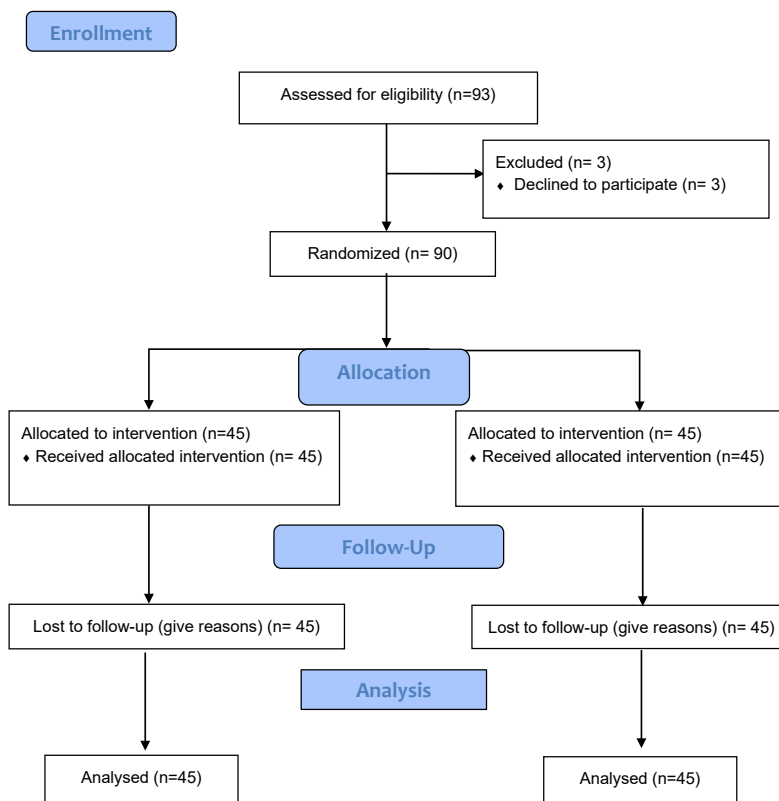 Enrollment
Assessed for eligibility (n=93)
Excluded (n= 3)
♦ Declined to participate (n= 3)
Randomized (n= 90)
Allocation
Allocated to intervention (n=45)
♦ Received allocated intervention (n= 45)
Allocated to intervention (n= 45)
♦ Received allocated intervention (n=45)
Follow-Up
Lost to follow-up (give reasons) (n= 45)
Lost to follow-up (give reasons) (n= 45)
Analysis
Analysed (n=45)
Analysed (n=45)